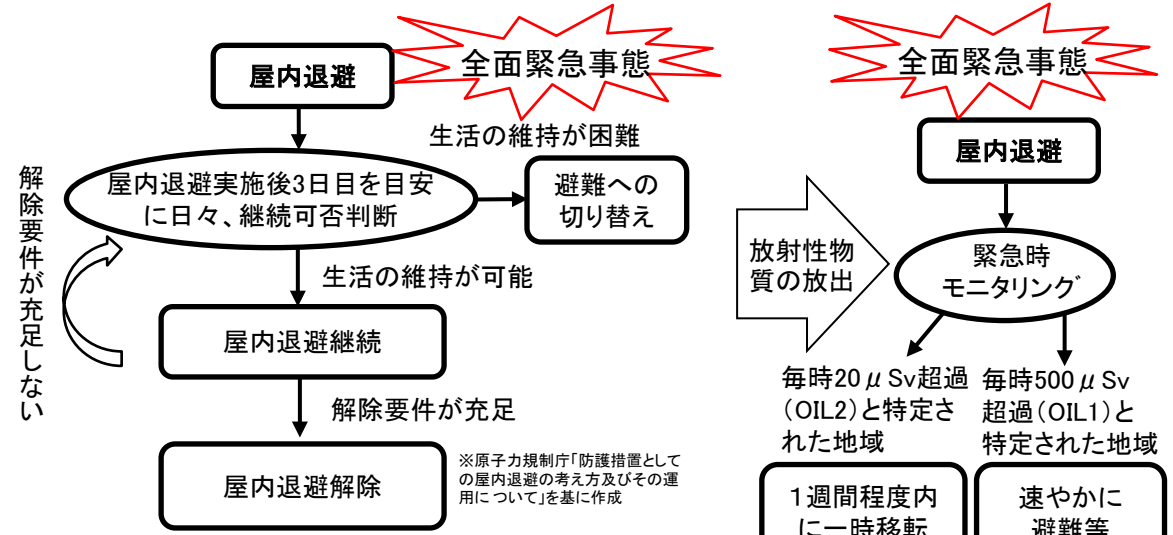 全面緊急事態
屋内退避
生活の維持が困難
屋内退避実施後3日目を目安
に日々、継続可否判断
避難への
切り替え
解除要件が充足しない
生活の維持が可能
屋内退避継続
解除要件が充足
屋内退避解除
※原子力規制庁「防護措置として
の屋内退避の考え方及びその運
用について」を基に作成
全面緊急事態
屋内退避
放射性物
質の放出
緊急時
モニタリング
毎時20μSv超過
(OIL2)と特定さ
れた地域
毎時500μSv
超過(OIL1)と
特定された地域
1週間程度内
に一時移転
速やかに
避難等